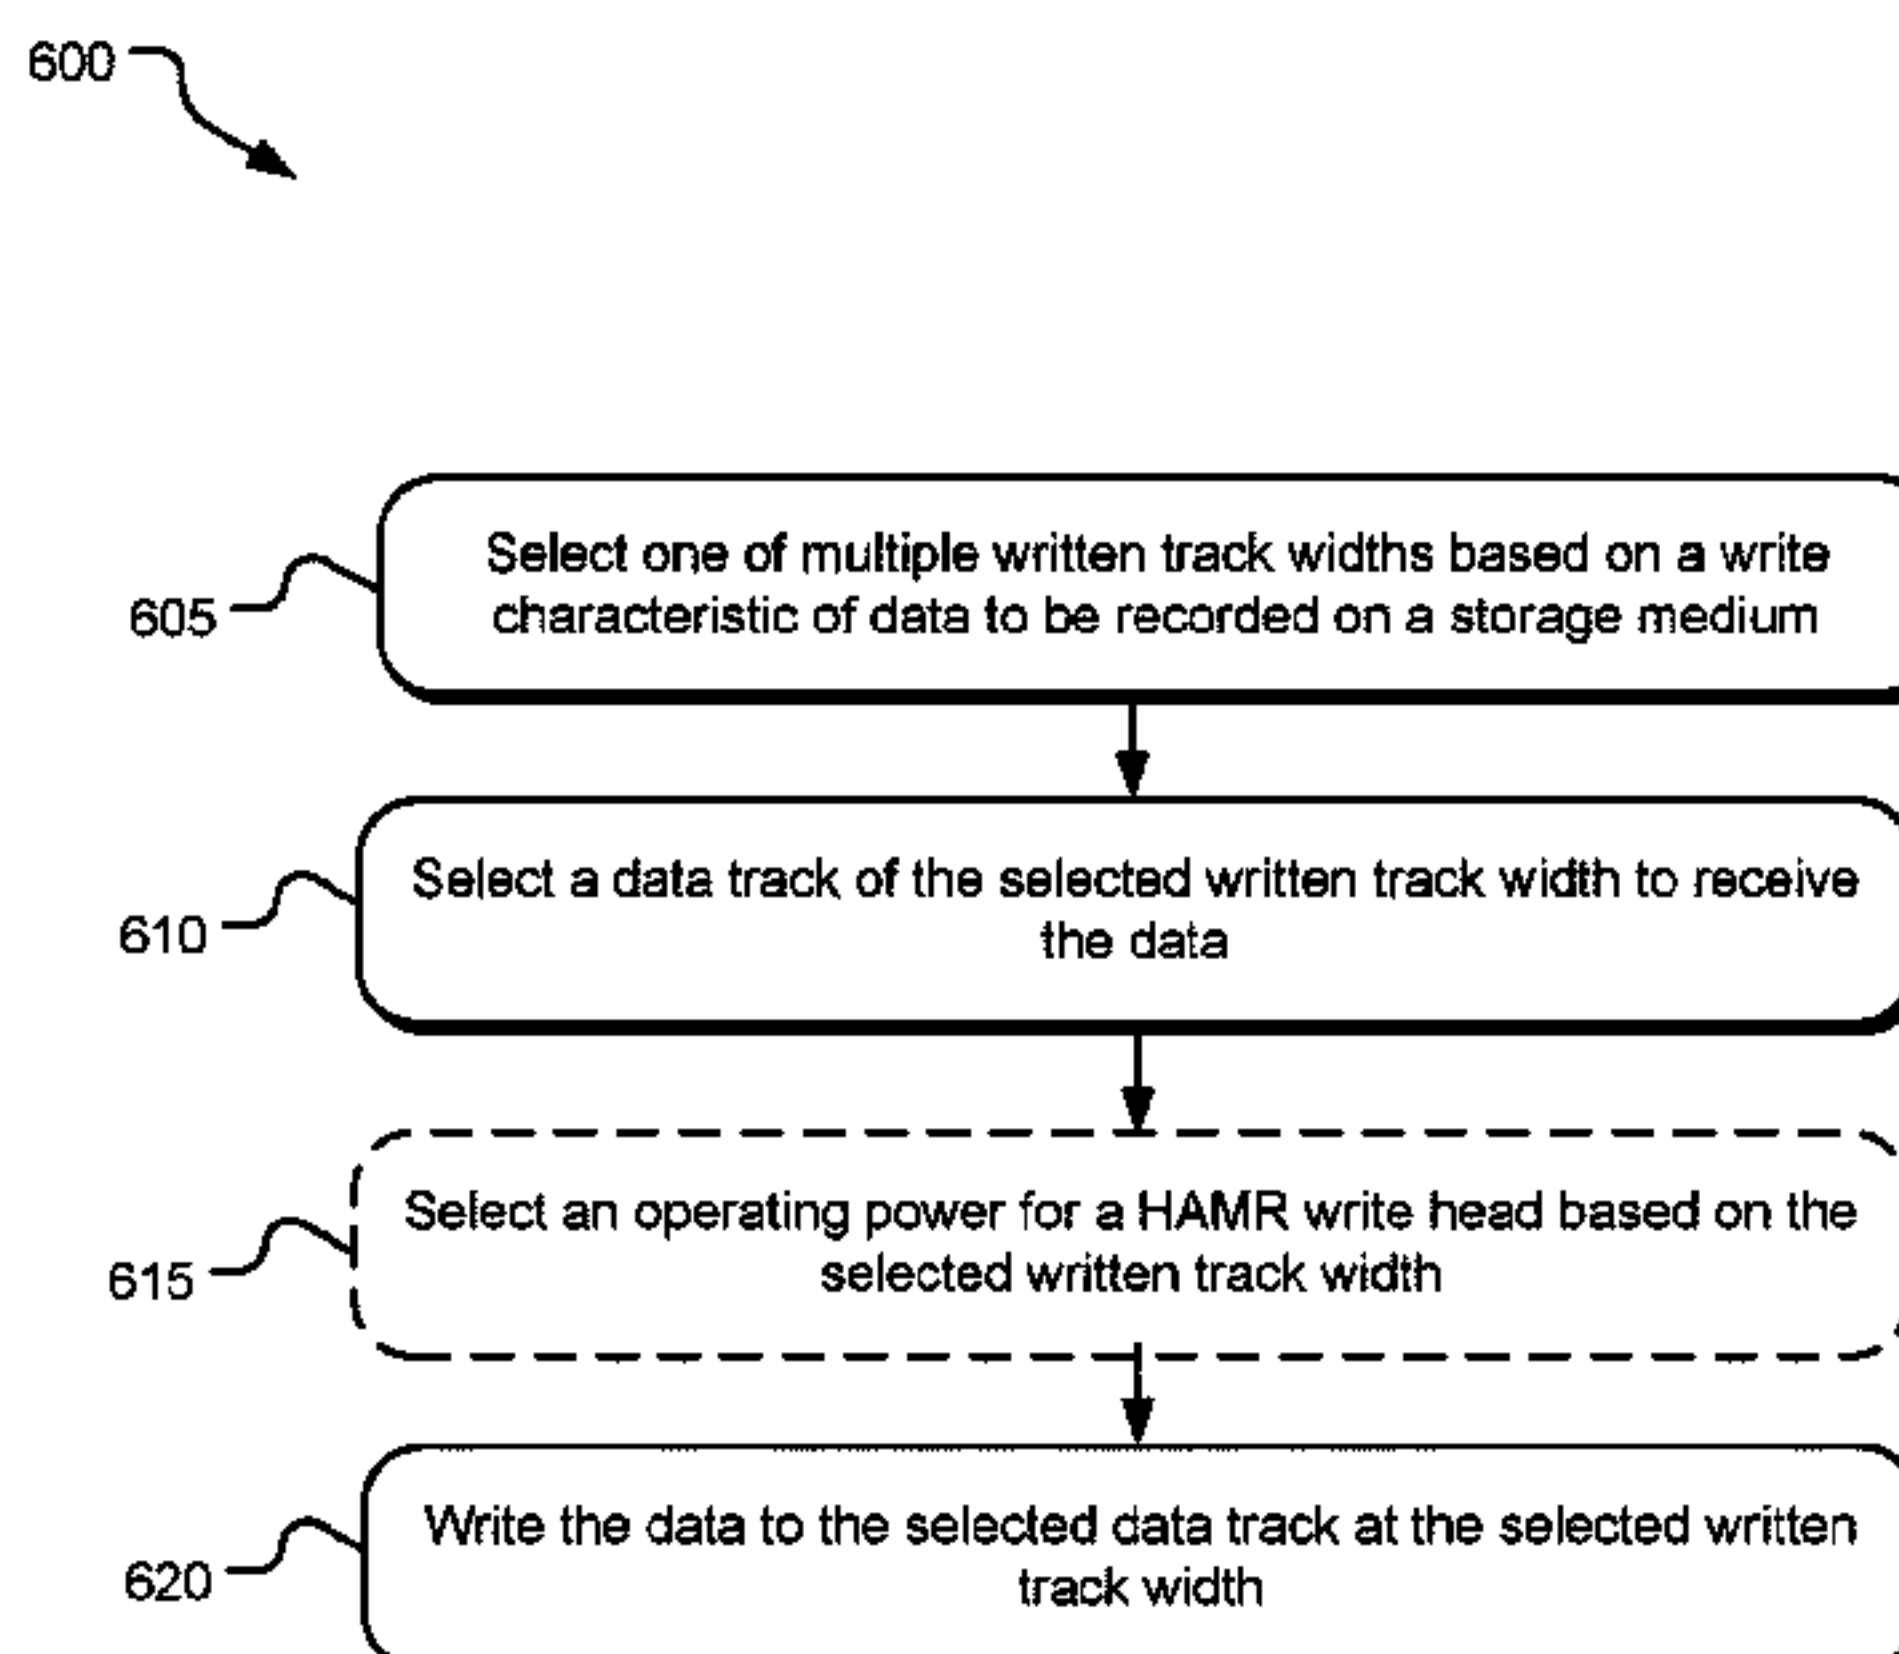 600
Select one of multiple written track widths based on a write
characteristic of data to be recorded on a storage medium
605
Select a data track of the selected written track width to receive
the data
610
Select an operating power for a HAMR write head based on the
selected written track width
615
Write the data to the selected data track at the selected written
track width
620